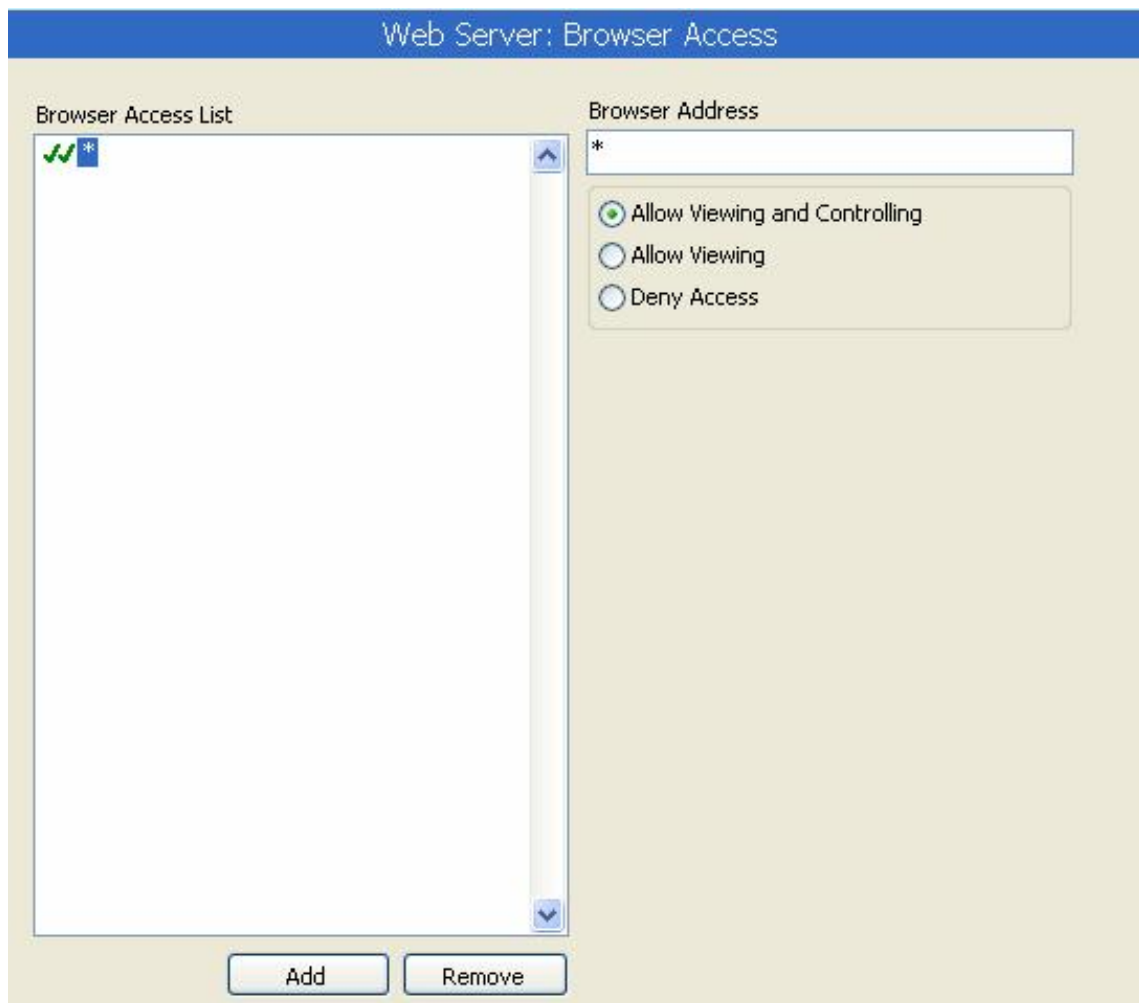 Web Server: Browser Access
Browser Access List
*
Browser Address
*
Allow Viewing and Controlling
Allow Viewing
Deny Access
Add
Remove